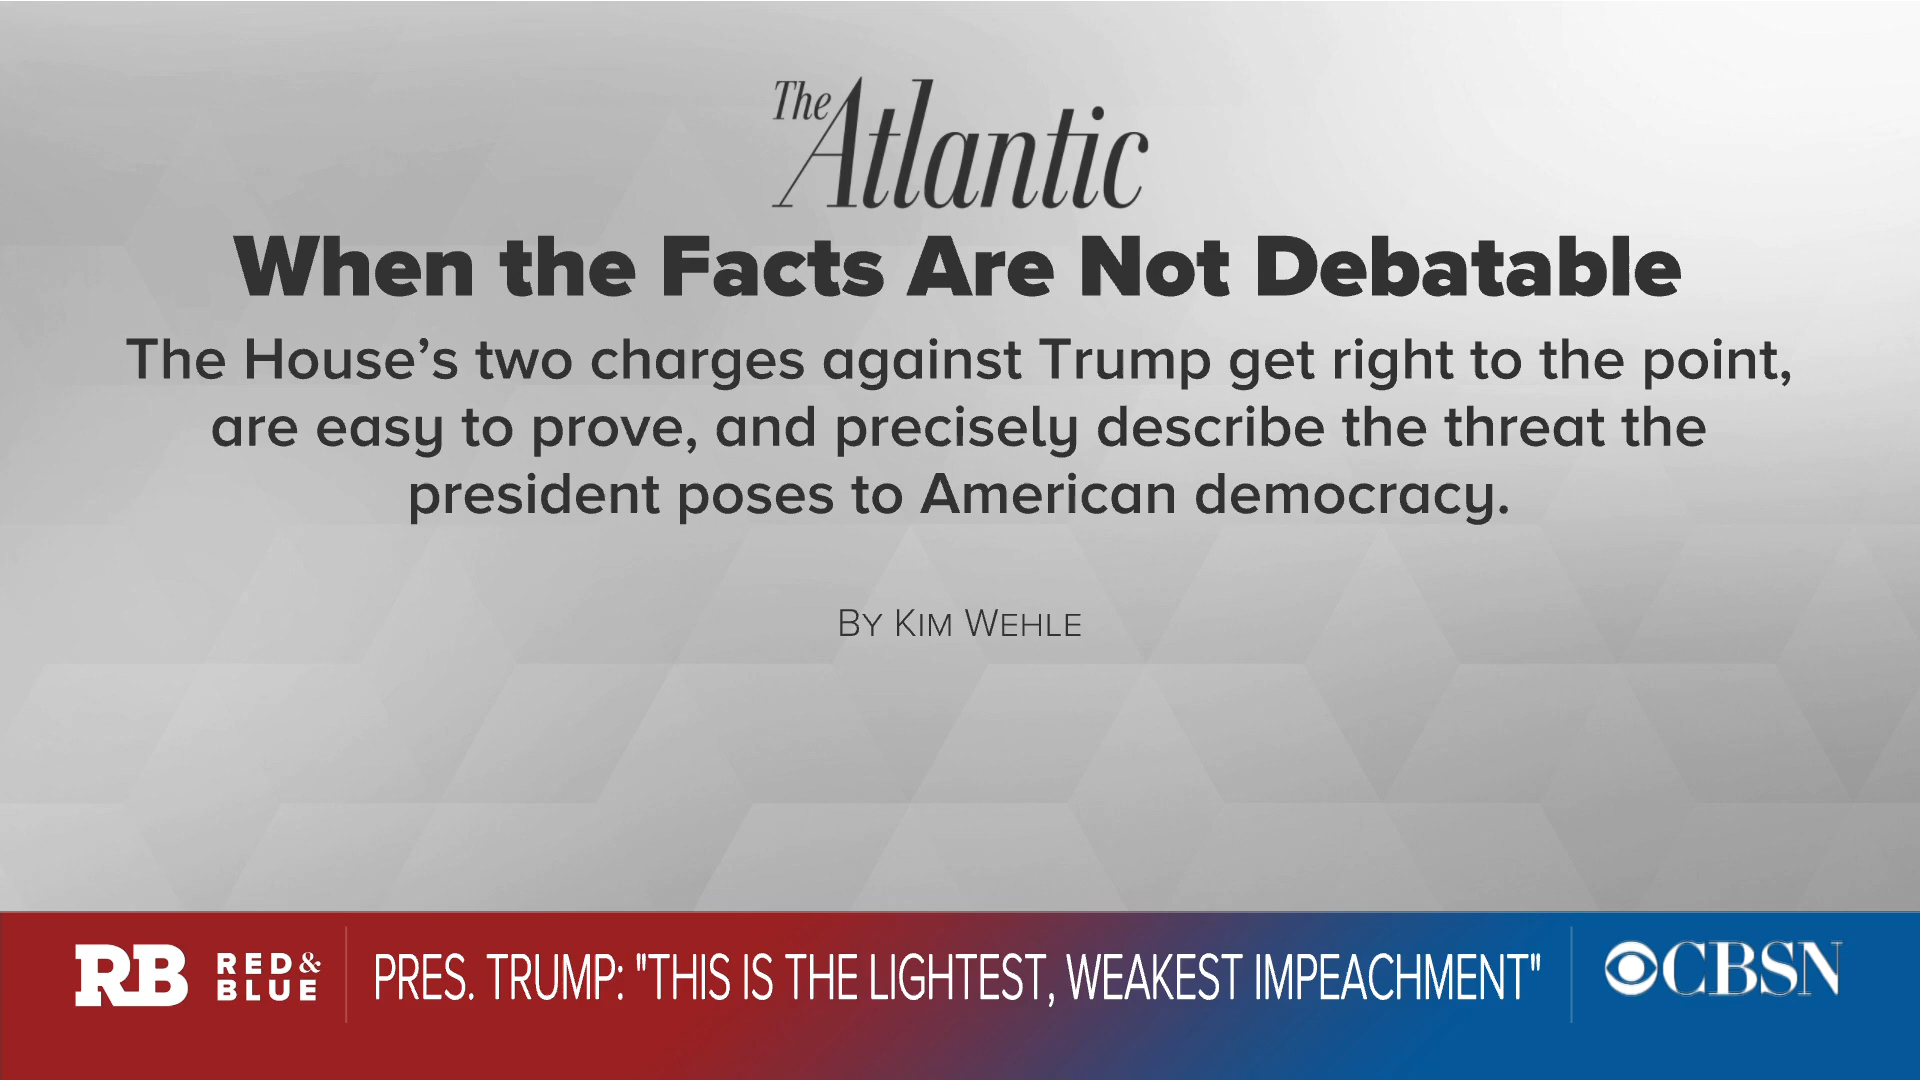 The Atlantic
When the Facts Are Not Debatable
The House’s two charges against Trump get right to the point,
are easy to prove, and precisely describe the threat the
president poses to American democracy.
BY KIM WEHLE
RB RED & BLUE
PRES. TRUMP: "THIS IS THE LIGHTEST, WEAKEST IMPEACHMENT"
CBSN